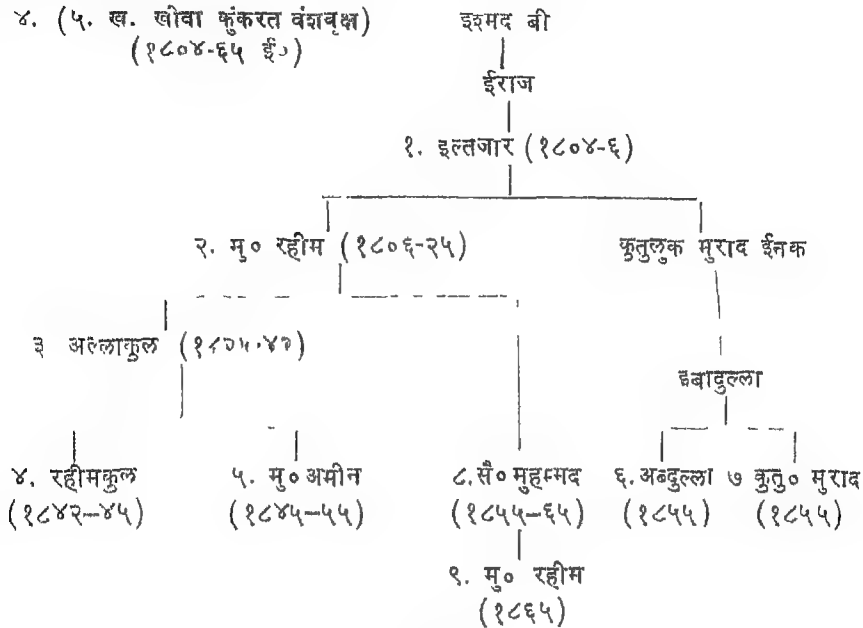 ४. (५. ख. खीवा कुंकरत वंशवृक्ष) इश्मद बी
(१८०४-६५ ई०)
ईराज
१. इल्तजार (१८०४-६)
२. मु० रहीम (१८०६-२५) कुतुलुक मुराद ईनक
३ अल्लाकुल (१८२५-४२)
इबादुल्ला
४. रहीमकुल ५. मु० अमीन ८. सै० मुहम्मद ६. अब्दुल्ला ७ कुतु० मुराद
(१८४२–४५) (१८४५–५५) (१८५५–६५) (१८५५) (१८५५)
९. मु० रहीम
(१८६५)